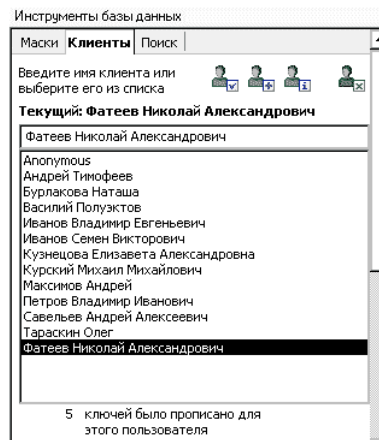 Инструменты базы данных
Маски Клиенты Поиск
Введите имя клиента или
выберите его из списка
Текущий: Фатеев Николай Александрович
Фатеев Николай Александрович
Anonymous
Андрей Тимофеев
Бурлакова Наташа
Василий Полуэктов
Иванов Владимир Евгеньевич
Иванов Семен Викторович
Кузнецова Елизавета Александровна
Курский Михаил Михайлович
Максимов Андрей
Петров Владимир Иванович
Савельев Андрей Алексеевич
Тараскин Олег
Фатеев Николай Александрович
5 ключей было прописано для
этого пользователя